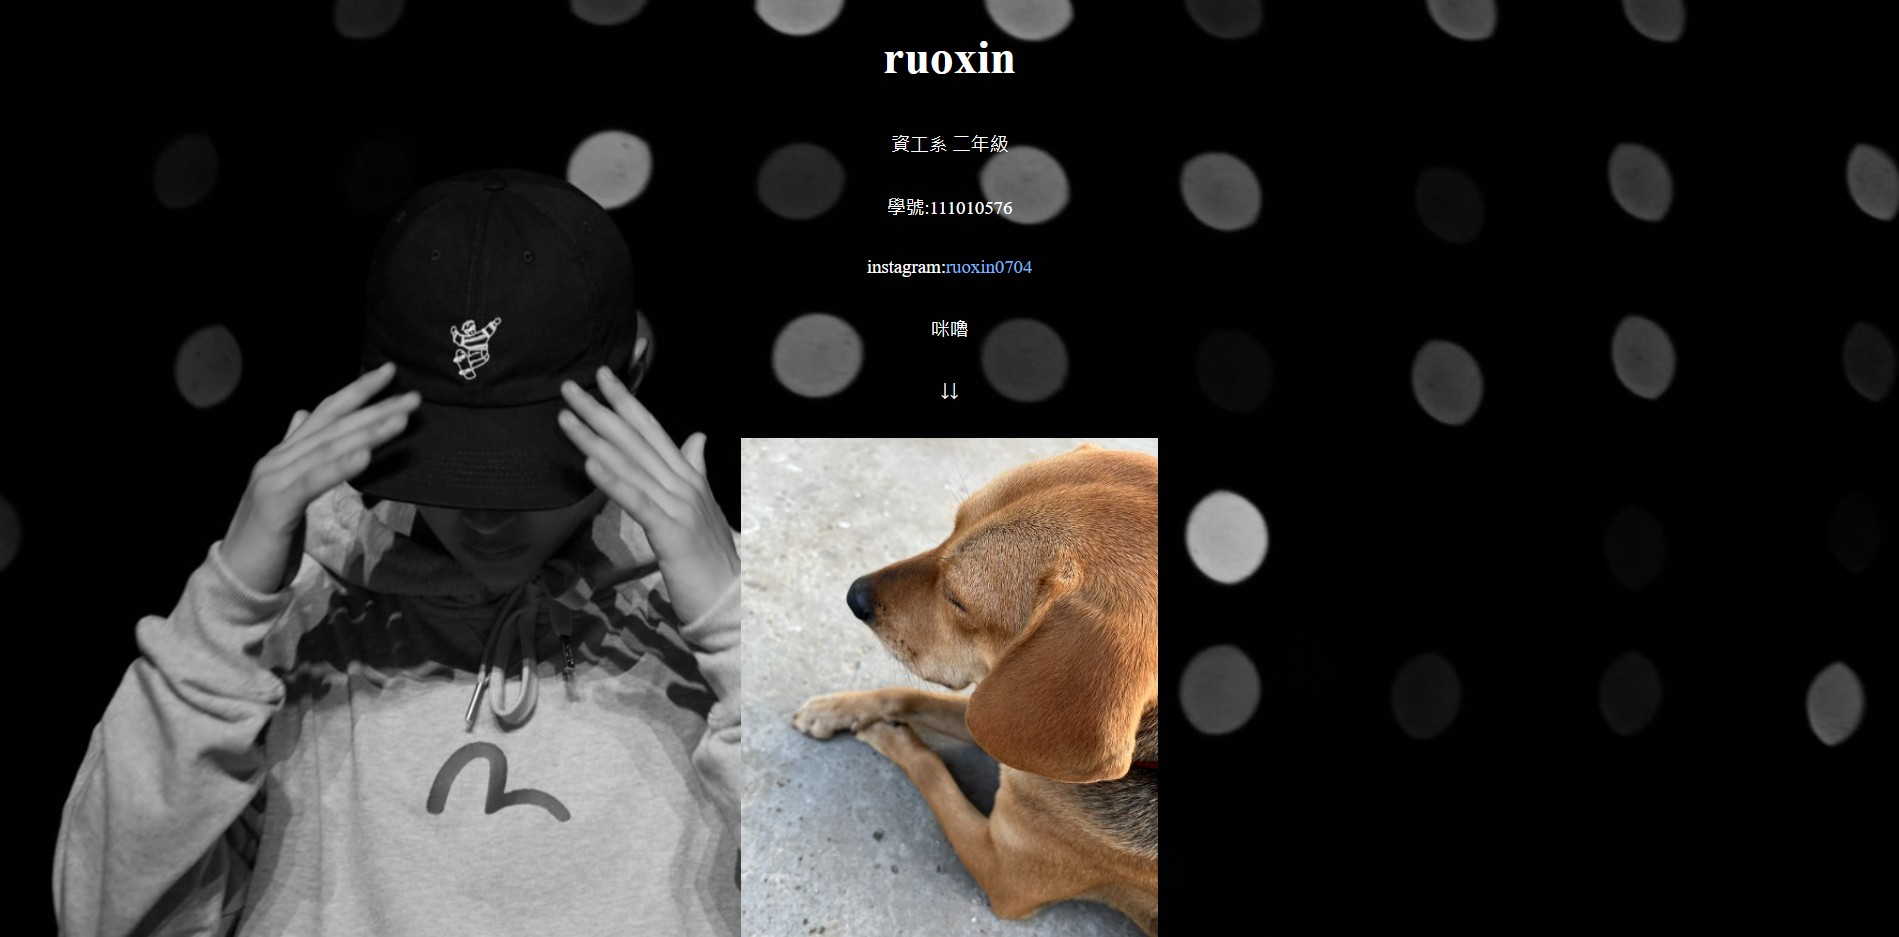 ruoxin
資工系 二年級
學號:111010576
instagram:ruoxin0704
咪嚕
↓↓